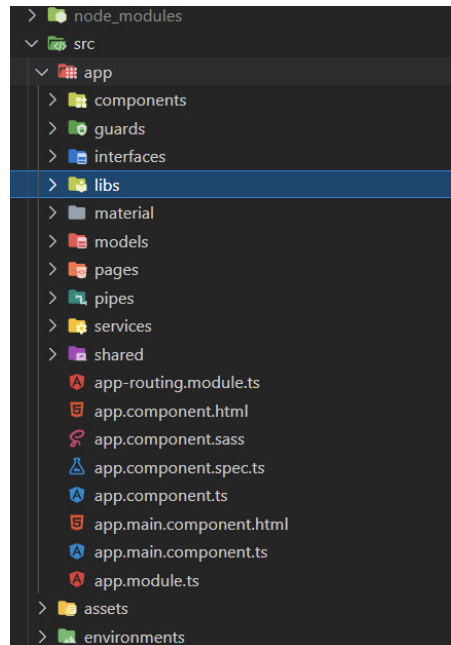 node_modules
src
app
components
guards
interfaces
libs
material
models
pages
pipes
services
shared
app-routing.module.ts
app.component.html
app.component.sass
app.component.spec.ts
app.component.ts
app.main.component.html
app.main.component.ts
app.module.ts
assets
environments